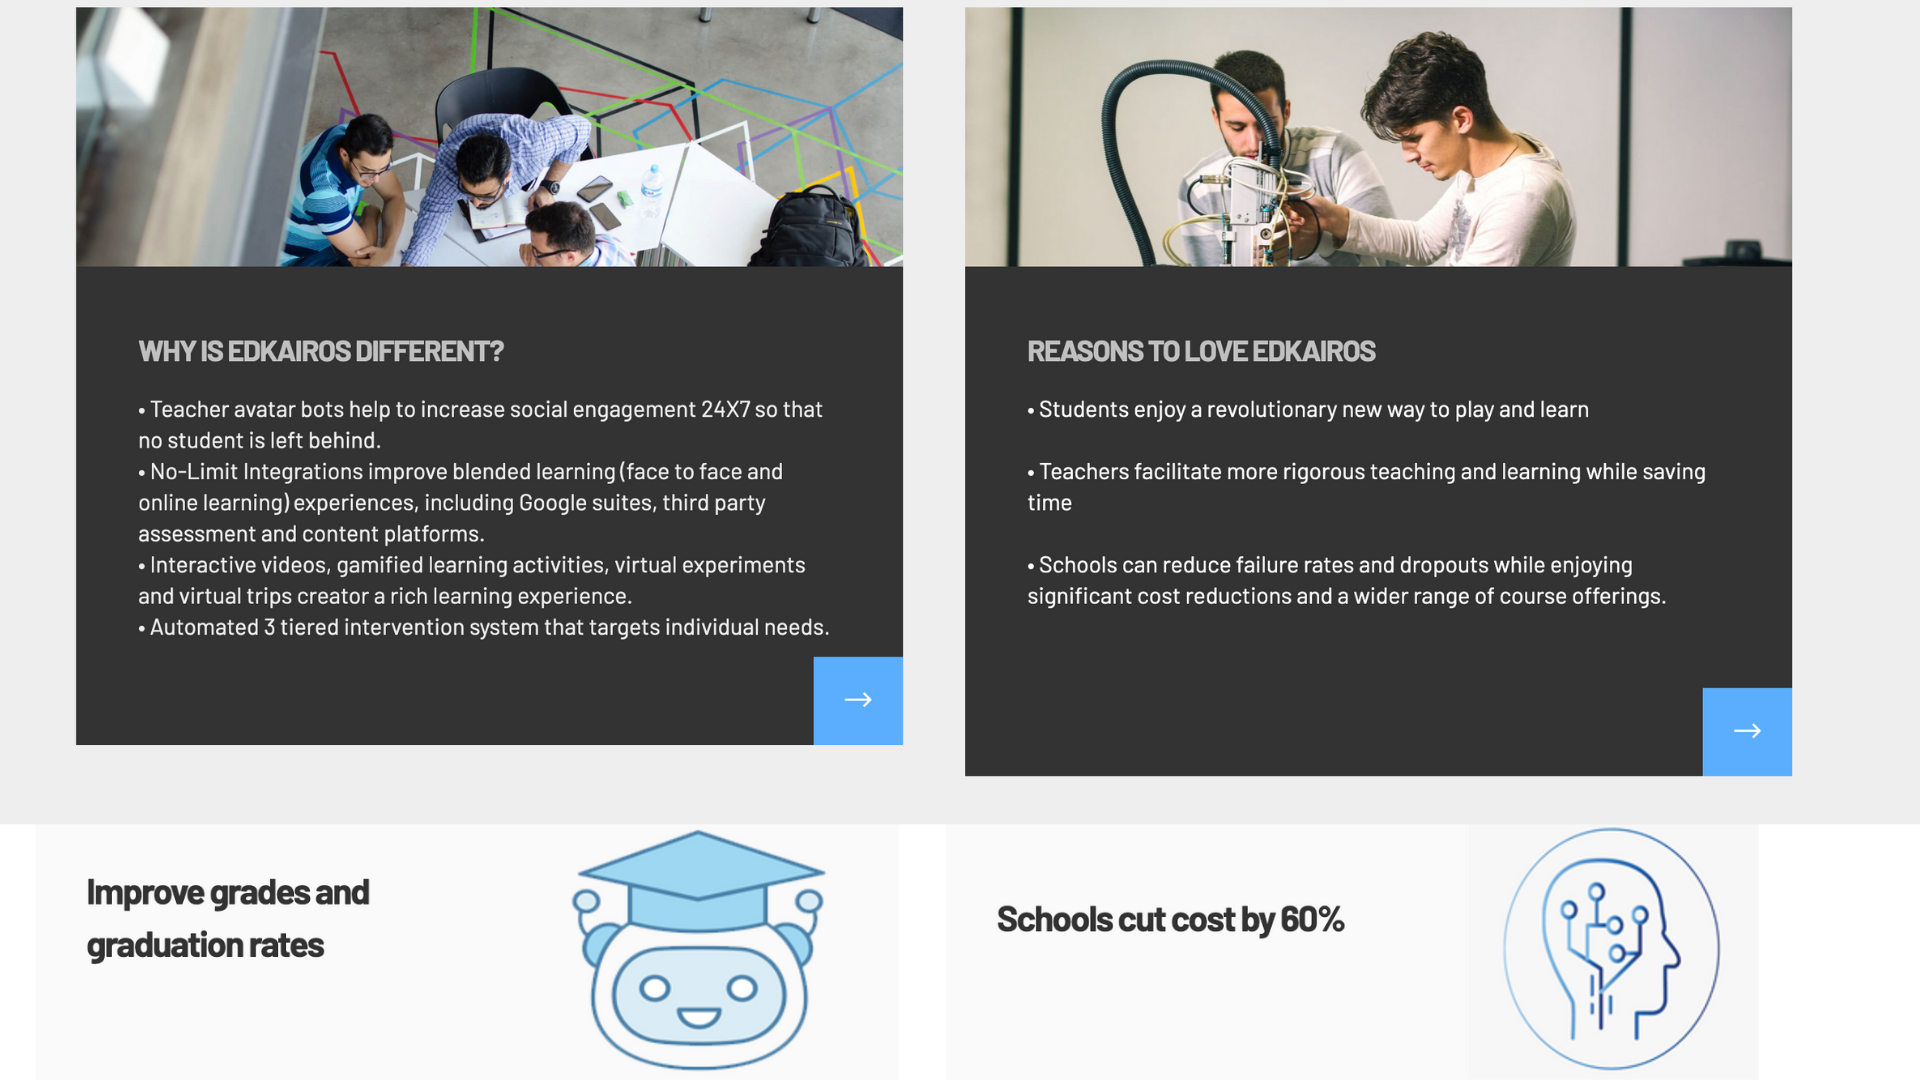 WHY IS EDKAIROS DIFFERENT?
• Teacher avatar bots help to increase social engagement 24X7 so that
no student is left behind.
• No-Limit Integrations improve blended learning (face to face and
online learning) experiences, including Google suites, third party
assessment and content platforms.
• Interactive videos, gamified learning activities, virtual experiments
and virtual trips creator a rich learning experience.
• Automated 3 tiered intervention system that targets individual needs.
REASONS TO LOVE EDKAIROS
• Students enjoy a revolutionary new way to play and learn
• Teachers facilitate more rigorous teaching and learning while saving
time
• Schools can reduce failure rates and dropouts while enjoying
significant cost reductions and a wider range of course offerings.
Improve grades and
graduation rates
Schools cut cost by 60%